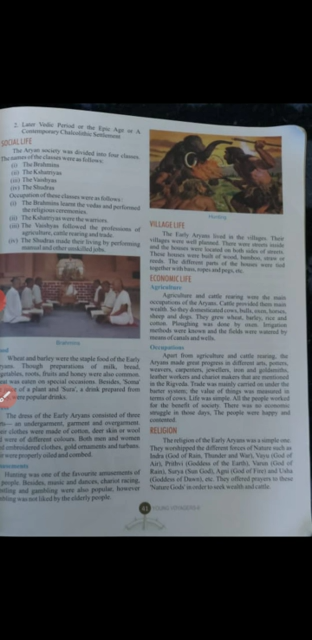 2. Later Vedic Period or the Epic Age or A
Contemporary Chalcolithic Settlement
SOCIAL LIFE
The Aryan society was divided into four classes.
The names of the classes were as follows:
(i) The Brahmins
(ii) The Kshatriyas
(iii) The Vaishyas
(iv) The Shudras
Occupation of these classes were as follows:
(i) The Brahmins learnt the vedas and performed
the religious ceremonies.
(ii) The Kshatriyas were the warriors.
(iii) The Vaishyas followed the professions of
agriculture, cattle rearing and trade.
(iv) The Shudras made their living by performing
manual and other unskilled jobs.
Brahmins
Wheat and barley were the staple food of the Early
Preparations of milk, bread
vegetables, roots, fruits and honey were also common.
was eaten on special occasions. Besides, 'Soma'
of a plant and 'Sura', a drink prepared from
were popular drinks.
The dress of the Early Aryans consisted of three
an undergarment, garment and overgarment.
clothes were made of cotton, deer skin or wool
were of different colours. Both men and women
embroidered clothes, gold ornaments and turbans.
were properly oiled and combed.
Hunting was one of the favourite amusements of
people. Besides, music and dances, chariot racing,
and gambling were also popular, however
was not liked by the elderly people.
Hunting
VILLAGE LIFE
The Early Aryans lived in the villages. Their
villages were well planned. There were streets inside
and the houses were located on both sides of streets.
These houses were built of wood, bamboo, straw or
reeds. The different parts of the houses were tied
together with bass, ropes and pegs, etc.
ECONOMIC LIFE
Agriculture
Agriculture and cattle rearing were the main
occupations of the Aryans. Cattle provided them main
wealth. So they domesticated cows, bulls, oxen, horses,
sheep and dogs. They grew wheat, barley, rice and
cotton. Ploughing was done by oxen. Irrigation
methods were known and the fields were watered by
means of canals and wells.
Occupations
Apart from agriculture and cattle rearing, the
Aryans made great progress in different arts, potters,
weavers, carpenters, jewellers, iron and goldsmiths,
leather workers and chariot makers that are mentioned
in the Rigveda. Trade was mainly carried on under the
barter system; the value of things was measured in
terms of cows. Life was simple. All the people worked
for the benefit of society. There was no economic
struggle in those days. The people were happy and
contented.
RELIGION
The religion of the Early Aryans was a simple one.
They worshipped the different forces of Nature such as
Indra (God of Rain, Thunder and War), Vayu (God of
Air), Prithvi (Goddess of the Earth), Varun (God of
Rain), Surya (Sun God), Agni (God of Fire) and Usha
(Goddess of Dawn), etc. They offered prayers to these
'Nature Gods' in order to seek wealth and cattle.